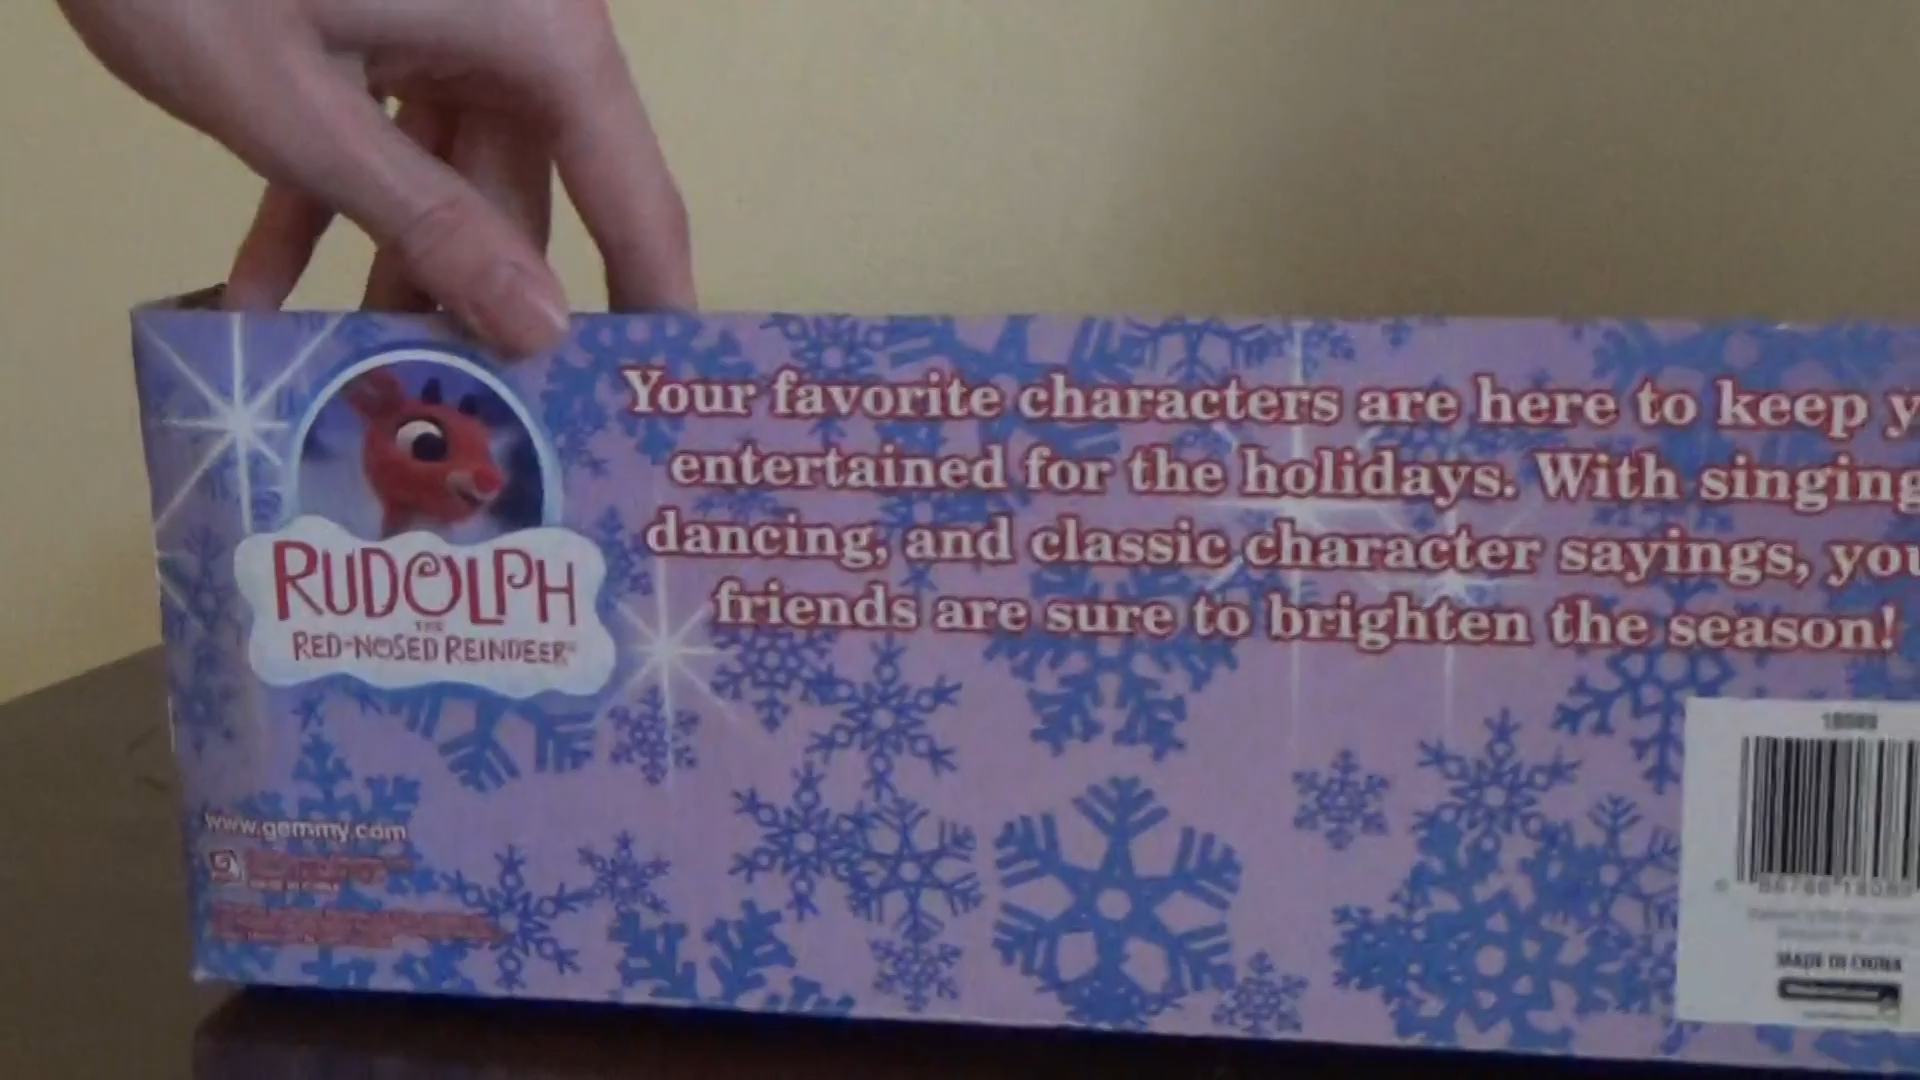 Your favorite characters are here to keep y
entertained for the holidays. With singing
dancing, and classic character sayings, you
friends are sure to brighten the season!
RUDOLPH
THE
RED-NOSED REINDEER
www.gemmy.com
MADE IN CHINA